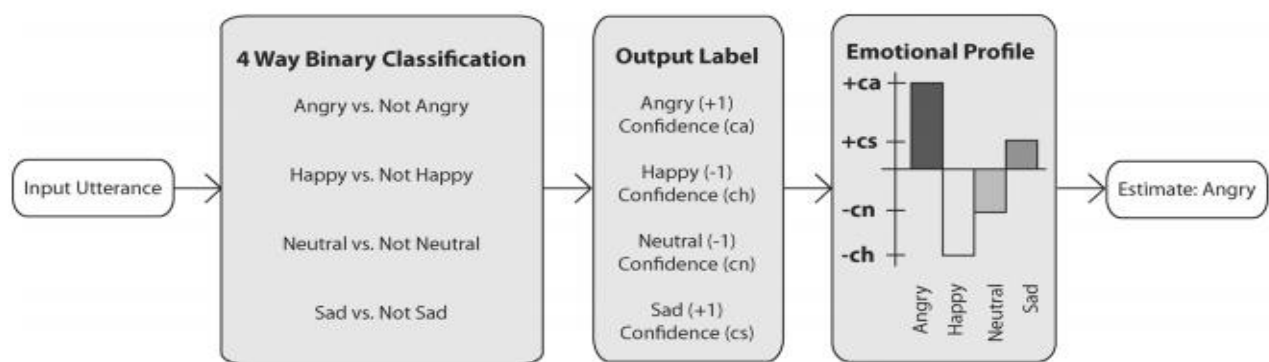 Input Utterance
4 Way Binary Classification
Angry vs. Not Angry
Happy vs. Not Happy
Neutral vs. Not Neutral
Sad vs. Not Sad
Output Label
Angry (+1)
Confidence (ca)
Happy (-1)
Confidence (ch)
Neutral (-1)
Confidence (cn)
Sad (+1)
Confidence (cs)
Emotional Profile
+ca
+cs
-cn
-ch
Angry
Happy
Neutral
Sad
Estimate: Angry